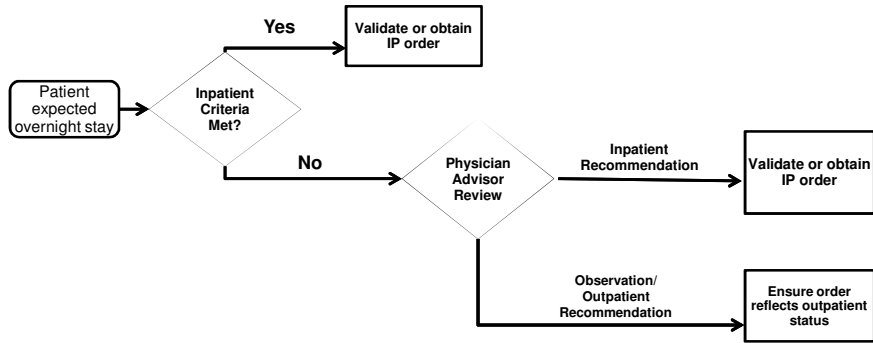 Yes
Validate or obtain
IP order
Patient
expected
overnight stay
Inpatient
Criteria
Met?
No
Physician
Advisor
Review
Inpatient
Recommendation
Validate or obtain
IP order
Observation/
Outpatient
Recommendation
Ensure order
reflects outpatient
status